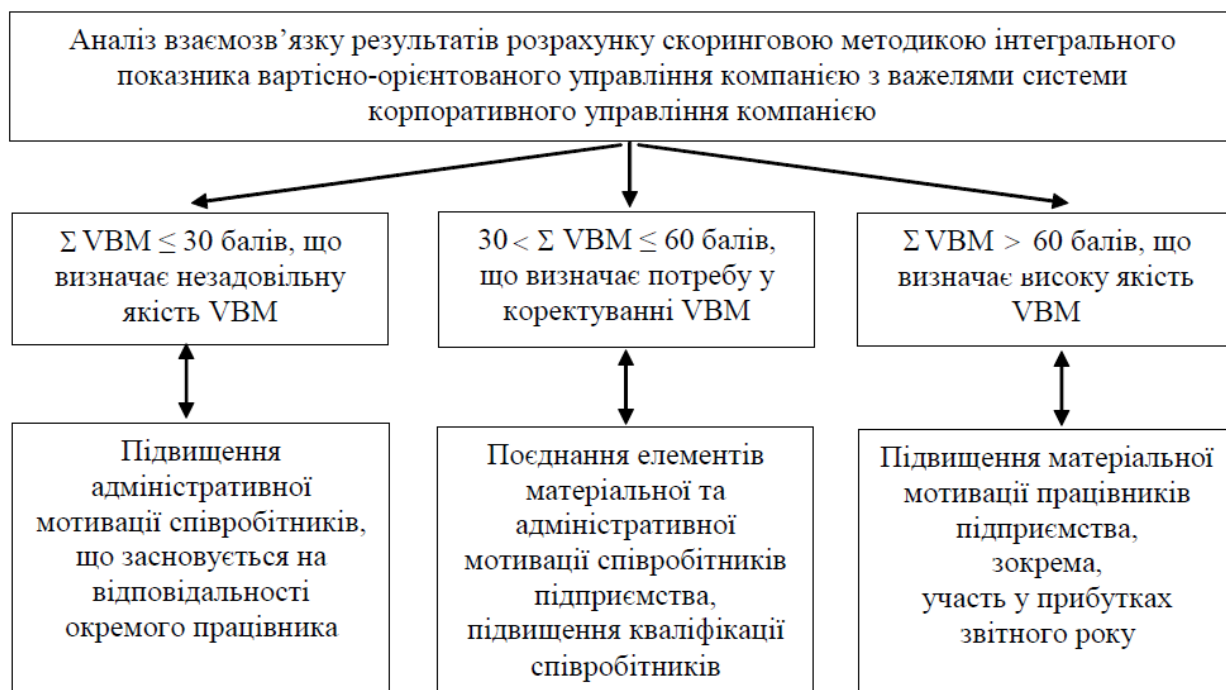 Аналіз взаємозв’язку результатів розрахунку скоринговою методикою інтегрального
показника вартісно-орієнтованого управління компанією з важелями системи
корпоративного управління компанією
Σ VBM ≤ 30 балів, що
визначає незадовільну
якість VBM
30 < Σ VBM ≤ 60 балів,
що визначає потребу у
коректуванні VBM
Σ VBM > 60 балів, що
визначає високу якість
VBM
Підвищення
адміністративної
мотивації співробітників,
що засновується на
відповідальності
окремого працівника
Поєднання елементів
матеріальної та
адміністративної
мотивації співробітників
підприємства,
підвищення кваліфікації
співробітників
Підвищення матеріальної
мотивації працівників
підприємства,
зокрема,
участь у прибутках
звітного року